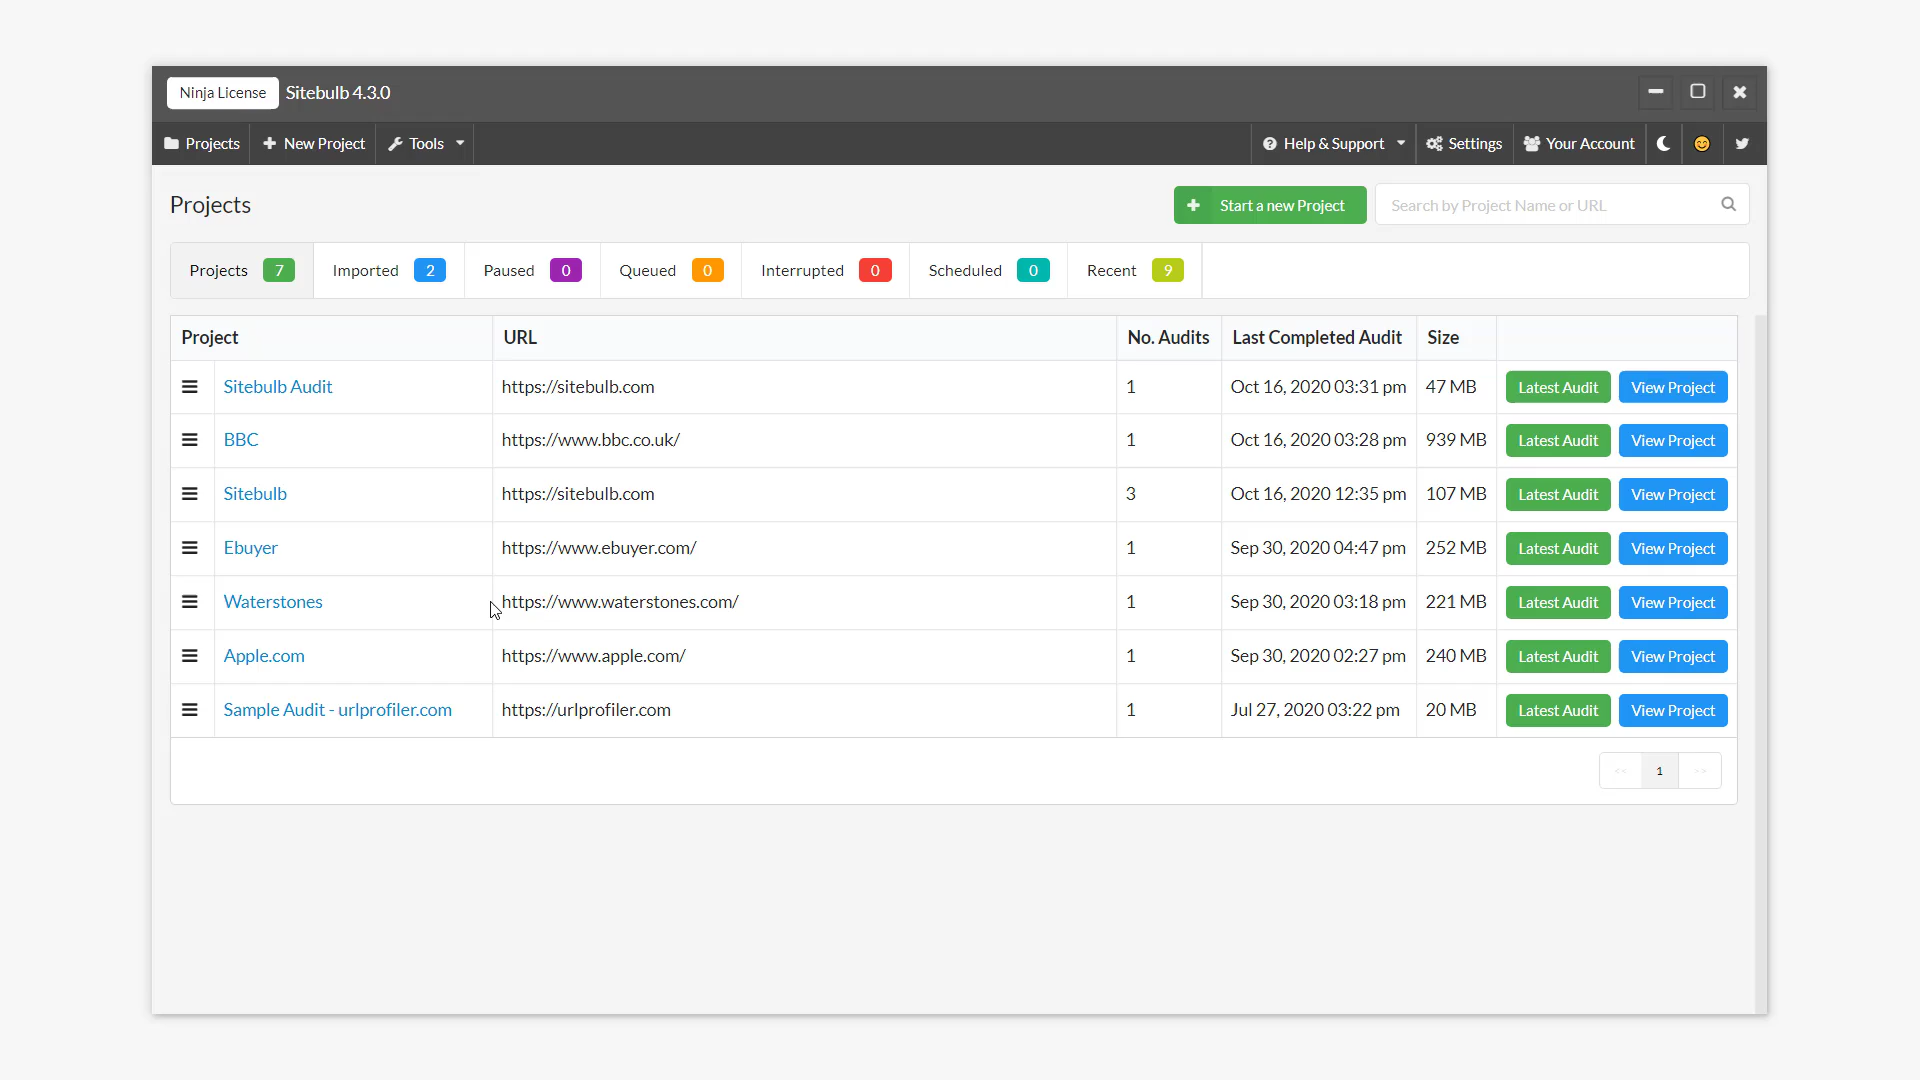 Ninja License Sitebulb 4.3.0
Projects New Project Tools Help & Support Settings Your Account
Projects Start a new Project Search by Project Name or URL
Projects 7 Imported 2 Paused 0 Queued 0 Interrupted 0 Scheduled 0 Recent 9
Project URL No. Audits Last Completed Audit Size
Sitebulb Audit https://sitebulb.com 1 Oct 16, 2020 03:31 pm 47 MB Latest Audit View Project
BBC https://www.bbc.co.uk/ 1 Oct 16, 2020 03:28 pm 939 MB Latest Audit View Project
Sitebulb https://sitebulb.com 3 Oct 16, 2020 12:35 pm 107 MB Latest Audit View Project
Ebuyer https://www.ebuyer.com/ 1 Sep 30, 2020 04:47 pm 252 MB Latest Audit View Project
Waterstones https://www.waterstones.com/ 1 Sep 30, 2020 03:18 pm 221 MB Latest Audit View Project
Apple.com https://www.apple.com/ 1 Sep 30, 2020 02:27 pm 240 MB Latest Audit View Project
Sample Audit - urlprofiler.com https://urlprofiler.com 1 Jul 27, 2020 03:22 pm 20 MB Latest Audit View Project
<< 1 >>